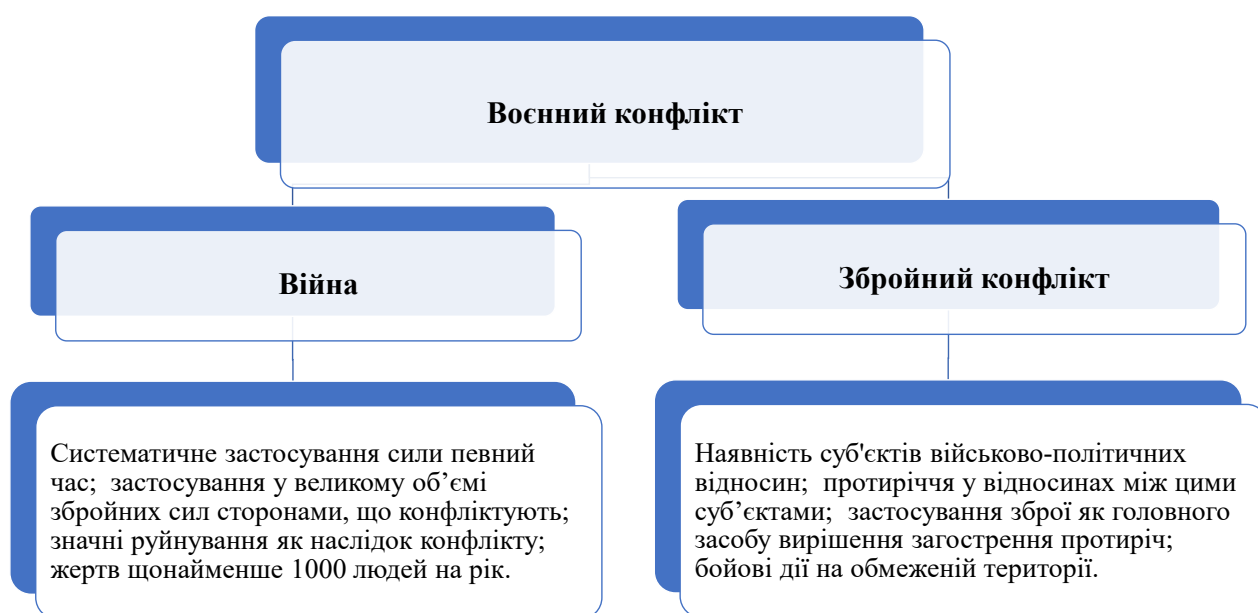 Воєнний конфлікт
Війна
Збройний конфлікт
Систематичне застосування сили певний
час; застосування у великому об’ємі
збройних сил сторонами, що конфліктують;
значні руйнування як наслідок конфлікту;
жертв щонайменше 1000 людей на рік.
Наявність суб'єктів військово-політичних
відносин; протиріччя у відносинах між цими
суб’єктами; застосування зброї як головного
засобу вирішення загострення протиріч;
бойові дії на обмеженій території.